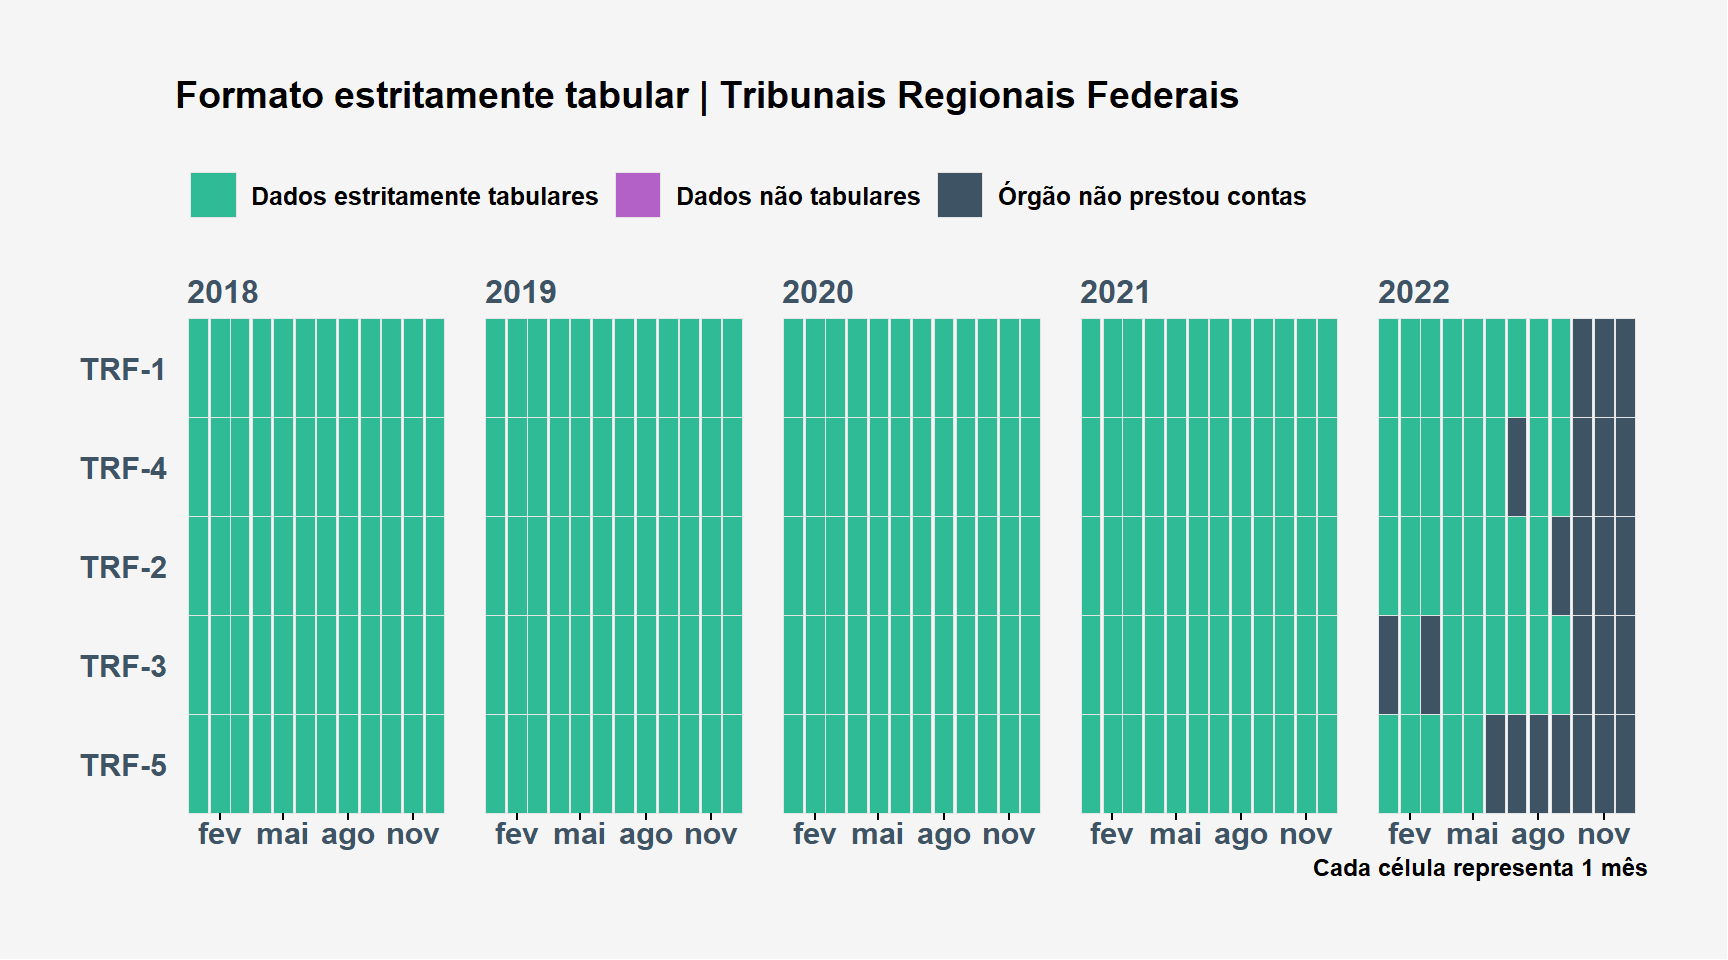 Formato estritamente tabular | Tribunais Regionais Federais
Dados estritamente tabulares Dados não tabulares Órgão não prestou contas
2018 2019 2020 2021 2022
TRF-1
TRF-4
TRF-2
TRF-3
TRF-5
fev mai ago nov fev mai ago nov fev mai ago nov fev mai ago nov fev mai ago nov
Cada célula representa 1 mês